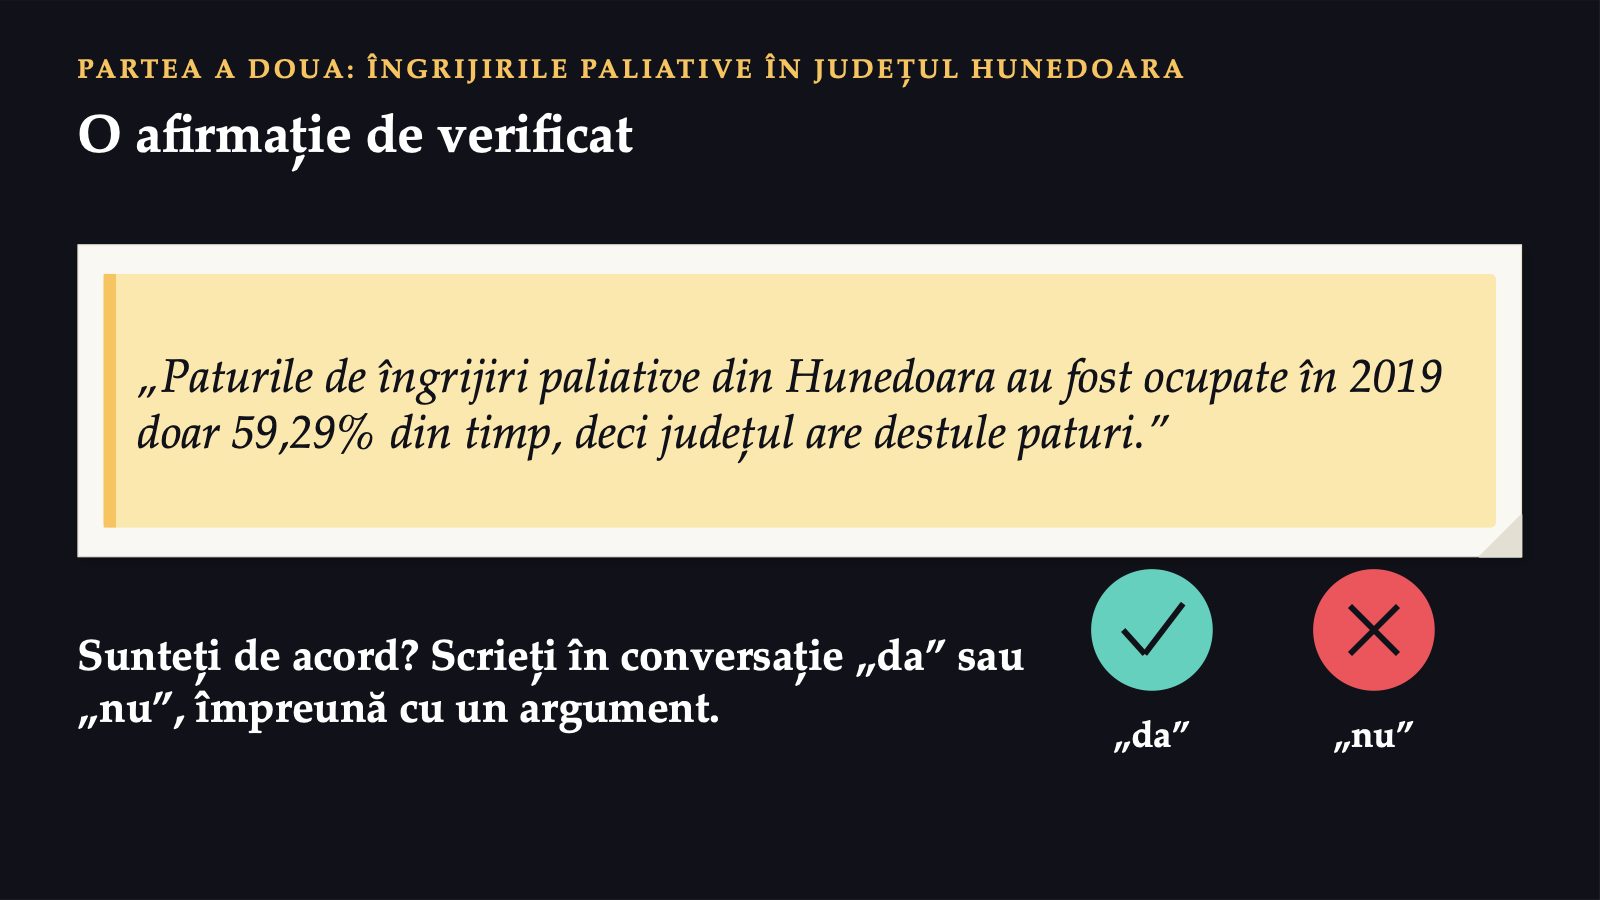 PARTEA A DOUA: ÎNGRIJIRILE PALIATIVE ÎN JUDEȚUL HUNEDOARA
O afirmație de verificat
„Paturile de îngrijiri paliative din Hunedoara au fost ocupate în 2019
doar 59,29% din timp, deci județul are destule paturi.”
Sunteți de acord? Scrieți în conversație „da” sau
„nu”, împreună cu un argument.
„da”
„nu”